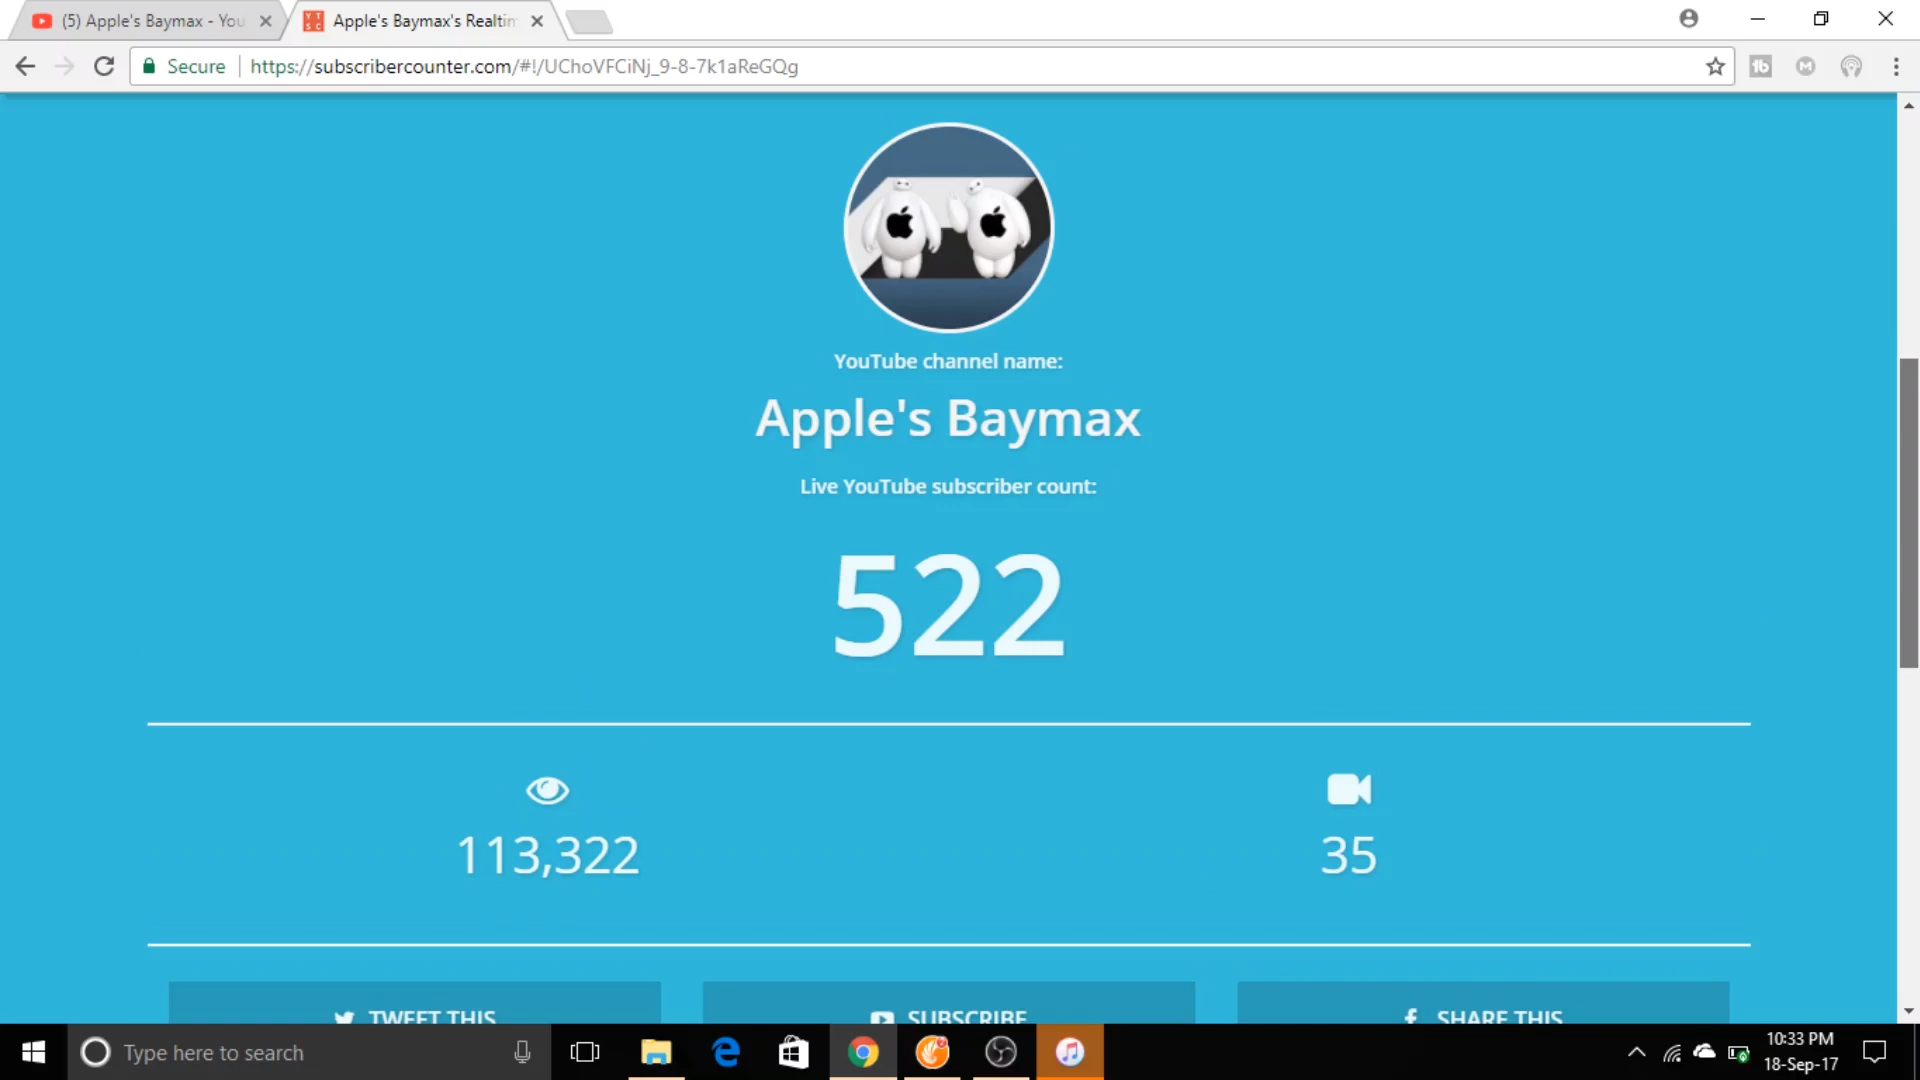 (5) Apple's Baymax - You
Apple's Baymax's Realtim
Secure
https://subscribercounter.com/#!/UChoVFCiNj_9-8-7k1aReGQg
YouTube channel name:
Apple's Baymax
Live YouTube subscriber count:
522
113,322
35
TWEET THIS
SUBSCRIBE
SHARE THIS
Type here to search
10:33 PM
18-Sep-17